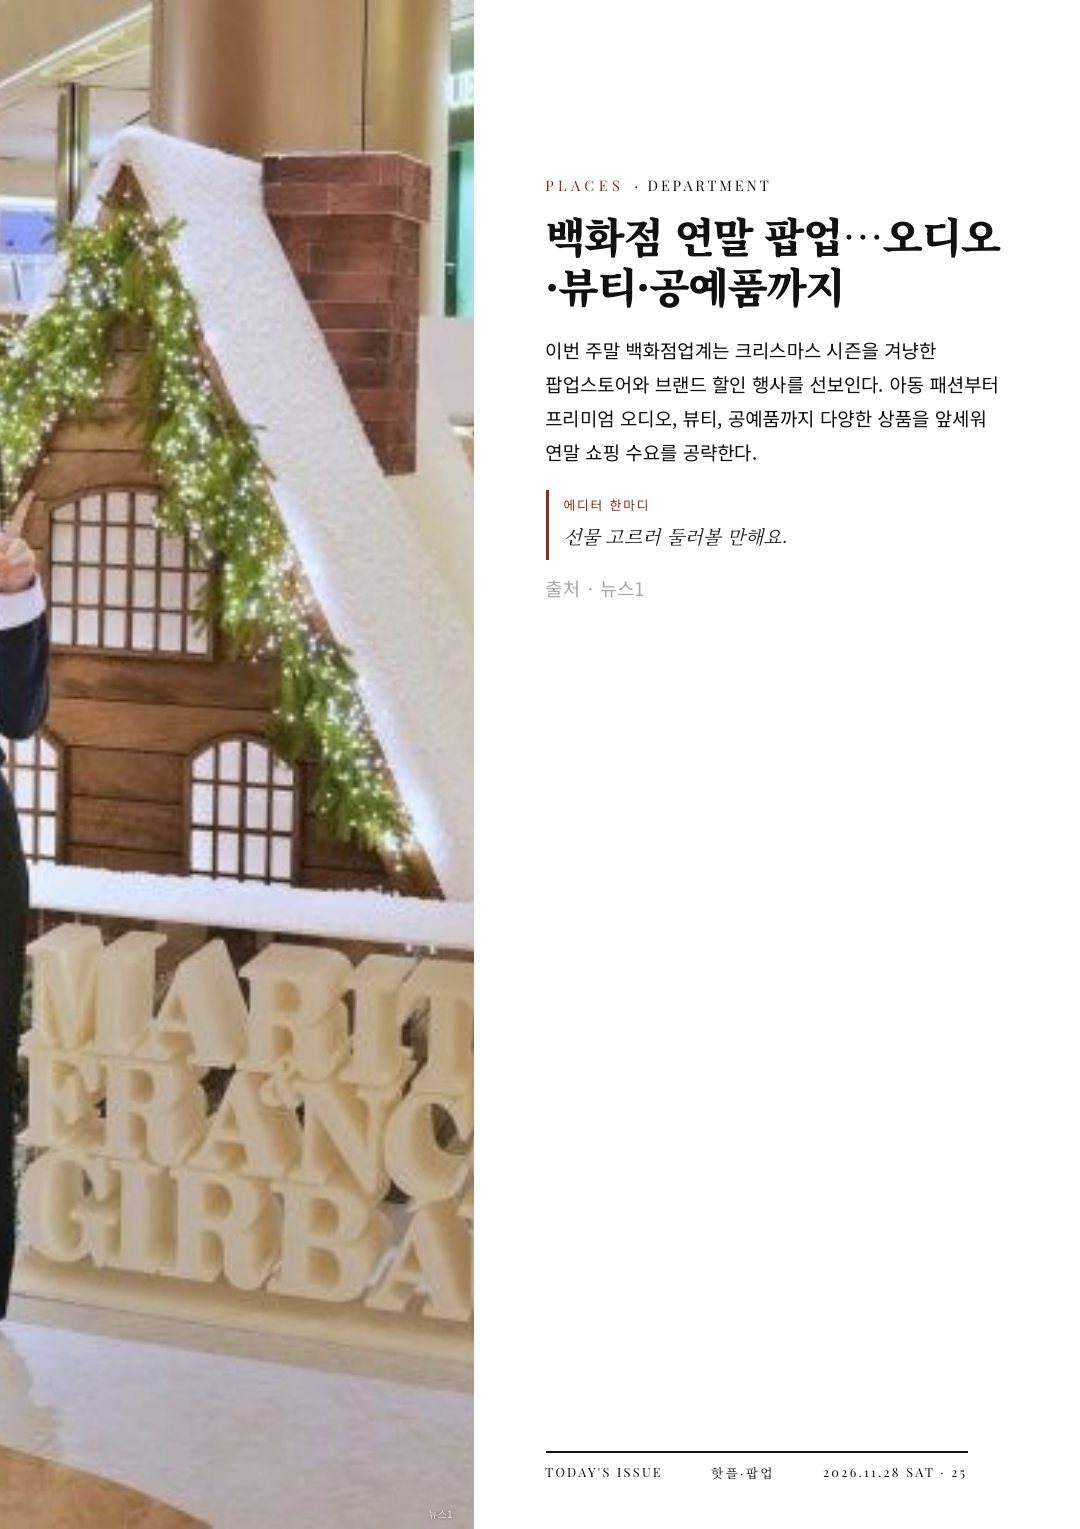 PLACES · DEPARTMENT
백화점 연말 팝업…오디오
·뷰티·공예품까지
이번 주말 백화점업계는 크리스마스 시즌을 겨냥한
팝업스토어와 브랜드 할인 행사를 선보인다. 아동 패션부터
프리미엄 오디오, 뷰티, 공예품까지 다양한 상품을 앞세워
연말 쇼핑 수요를 공략한다.
에디터 한마디
선물 고르러 둘러볼 만해요.
출처 · 뉴스1
MARIT
FRANC
&
GIRBA
뉴스1
TODAY'S ISSUE 핫플·팝업 2026.11.28 SAT · 25